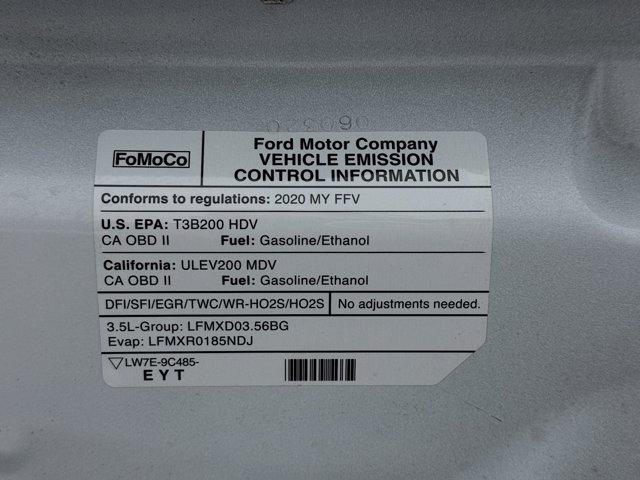 FoMoCo
Ford Motor Company
VEHICLE EMISSION
CONTROL INFORMATION
Conforms to regulations: 2020 MY FFV
U.S. EPA: T3B200 HDV
CA OBD II Fuel: Gasoline/Ethanol
California: ULEV200 MDV
CA OBD II Fuel: Gasoline/Ethanol
DFI/SFI/EGR/TWC/WR-HO2S/HO2S No adjustments needed.
3.5L-Group: LFMXD03.56BG
Evap: LFMXR0185NDJ
LW7E-9C485-
E Y T